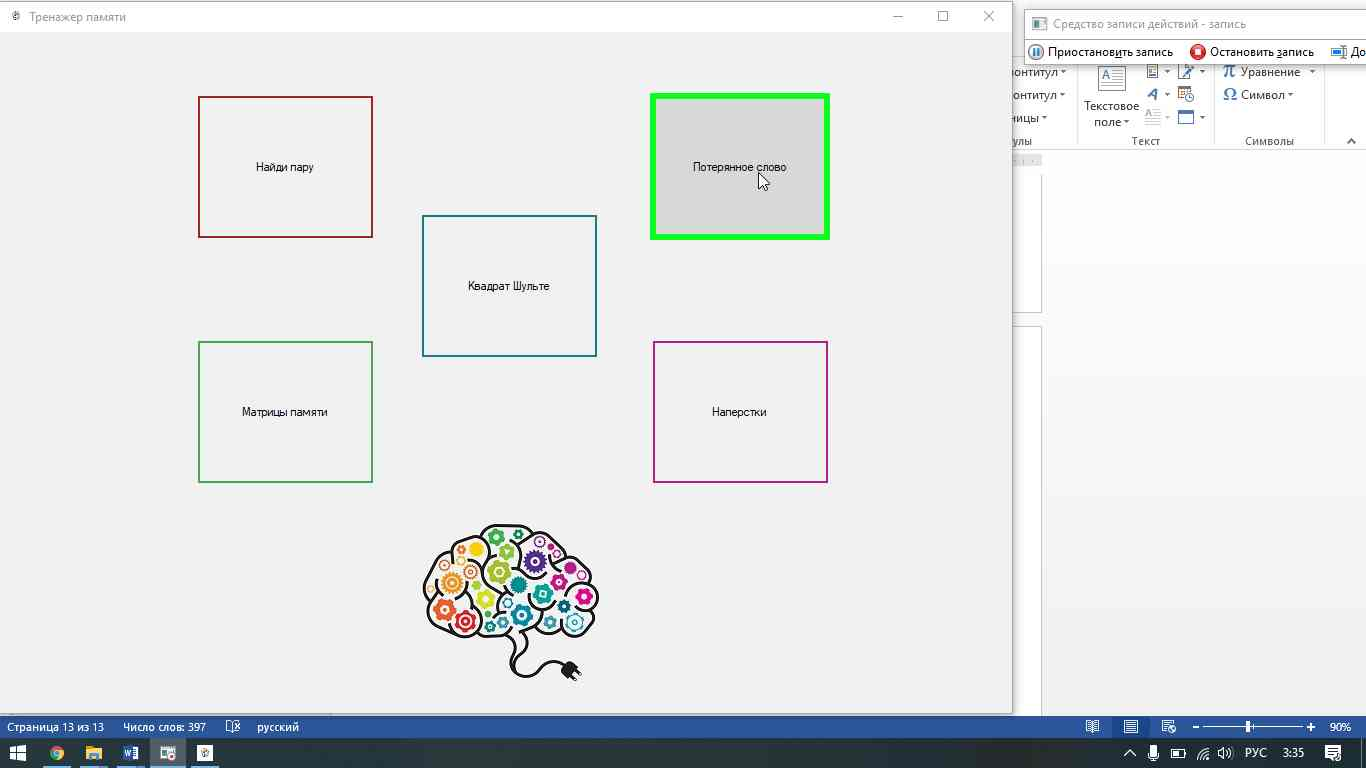 Тренажер памяти
Найди пару
Потерянное слово
Квадрат Шульте
Матрицы памяти
Наперстки
Средство записи действий - запись
Приостановить запись
Остановить запись
До
онтитул
Уравнение
онтитул
Текстовое
поле
Символ
ницы
Текст
Символы
Страница 13 из 13
Число слов: 397
русский
90%
РУС
3:35